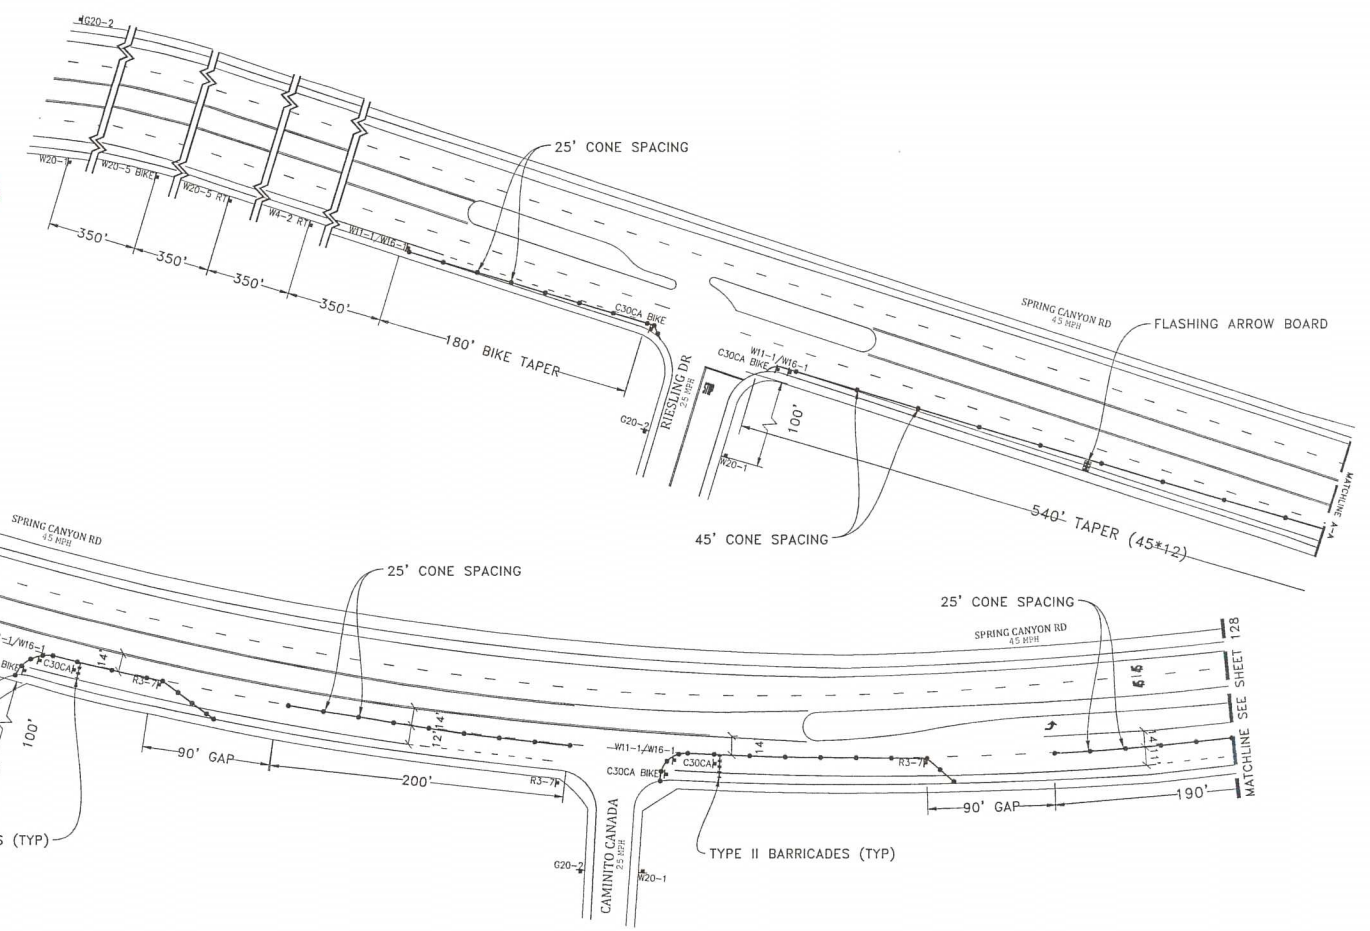 G20-2
W20-1
W20-5 BIKE
W20-5 RT
W4-2 RT
W11-1/W16-1
350'
350'
350'
350'
180' BIKE TAPER
25' CONE SPACING
C30CA BIKE
RIESLING DR
25 MPH
G20-2
W20-1
C30CA BIKE
W11-1/W16-1
100'
SPRING CANYON RD
45 MPH
FLASHING ARROW BOARD
45' CONE SPACING
540' TAPER (45*12)
MATCHLINE A-A
SPRING CANYON RD
45 MPH
-1/W16-1
BIKE
C30CA
14'
R3-7
100'
90' GAP
25' CONE SPACING
14'
12'
200'
R3-7
S (TYP)
W11-1/W16-1
C30CA
C30CA BIKE
14'
R3-7
G20-2
CAMINITO CANADA
25 MPH
W20-1
TYPE II BARRICADES (TYP)
90' GAP
190'
25' CONE SPACING
SPRING CANYON RD
45 MPH
14'
MATCHLINE SEE SHEET 128